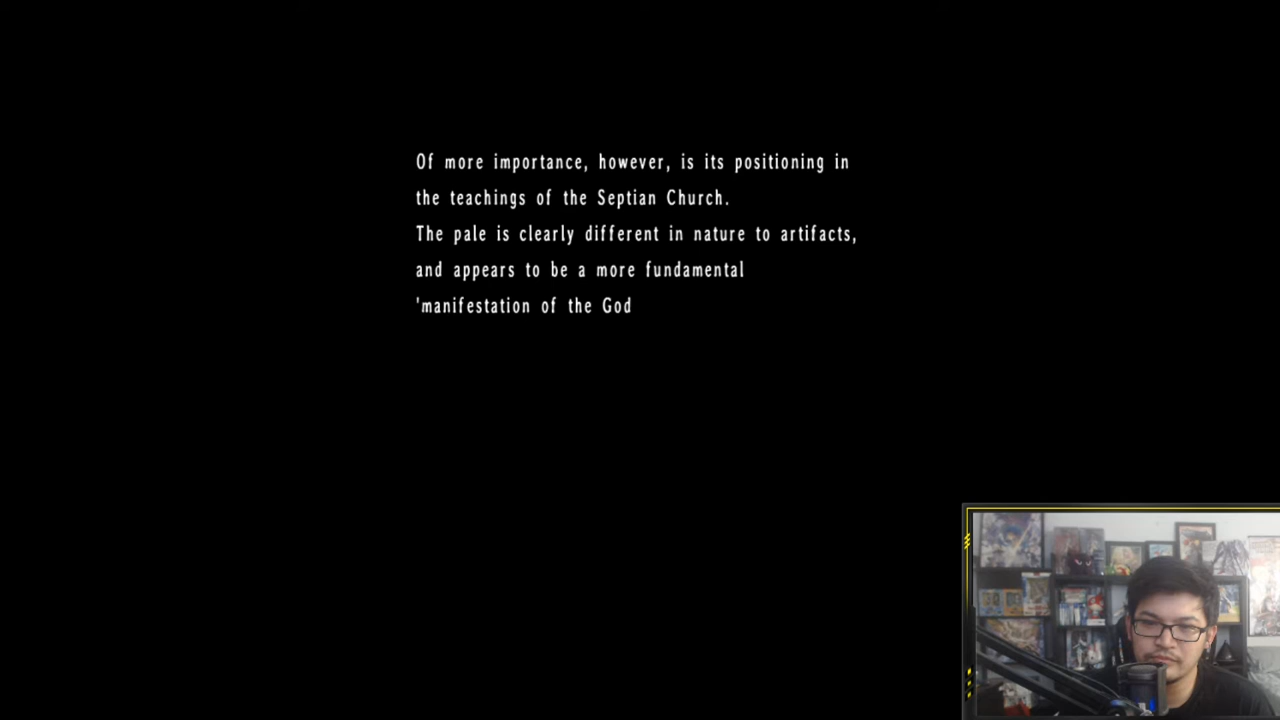 Of more importance, however, is its positioning in
the teachings of the Septian Church.
The pale is clearly different in nature to artifacts,
and appears to be a more fundamental
'manifestation of the God